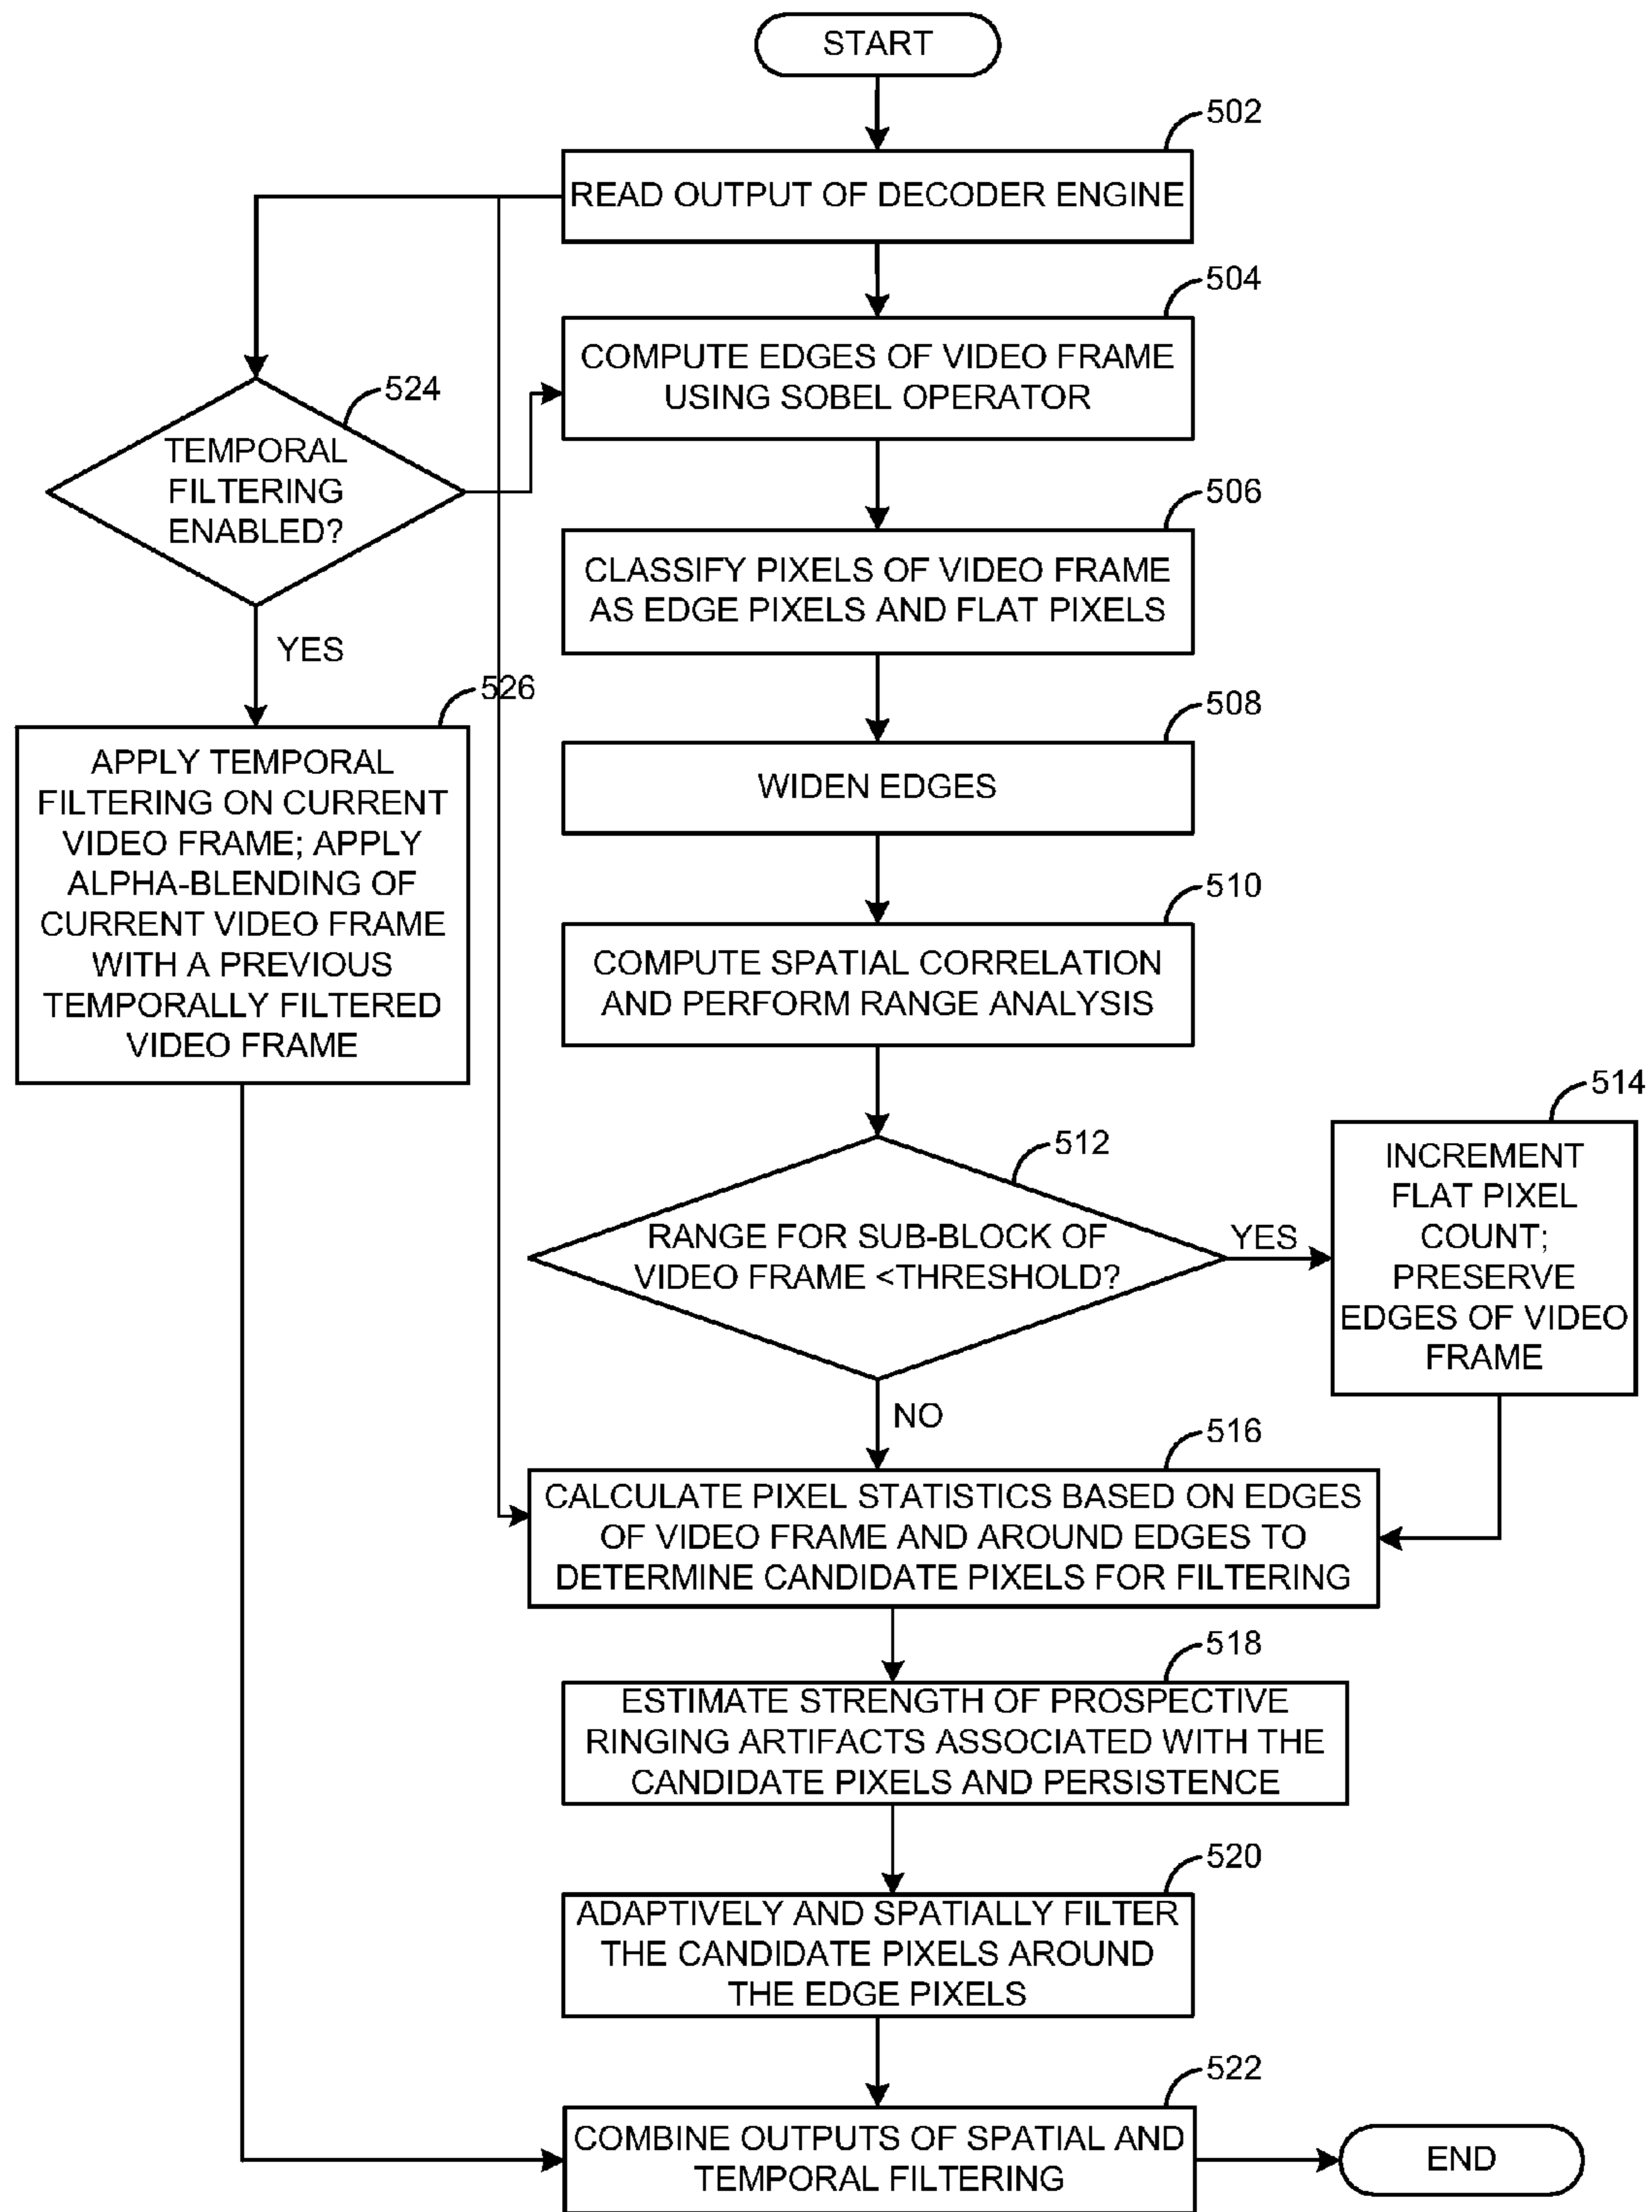 START
502
READ OUTPUT OF DECODER ENGINE
504
COMPUTE EDGES OF VIDEO FRAME
USING SOBEL OPERATOR
524
TEMPORAL
FILTERING
ENABLED?
506
CLASSIFY PIXELS OF VIDEO FRAME
AS EDGE PIXELS AND FLAT PIXELS
YES
526
APPLY TEMPORAL
FILTERING ON CURRENT
VIDEO FRAME; APPLY
ALPHA-BLENDING OF
CURRENT VIDEO FRAME
WITH A PREVIOUS
TEMPORALLY FILTERED
VIDEO FRAME
508
WIDEN EDGES
510
COMPUTE SPATIAL CORRELATION
AND PERFORM RANGE ANALYSIS
512
RANGE FOR SUB-BLOCK OF
VIDEO FRAME <THRESHOLD?
YES
514
INCREMENT
FLAT PIXEL
COUNT;
PRESERVE
EDGES OF VIDEO
FRAME
NO
516
CALCULATE PIXEL STATISTICS BASED ON EDGES
OF VIDEO FRAME AND AROUND EDGES TO
DETERMINE CANDIDATE PIXELS FOR FILTERING
518
ESTIMATE STRENGTH OF PROSPECTIVE
RINGING ARTIFACTS ASSOCIATED WITH THE
CANDIDATE PIXELS AND PERSISTENCE
520
ADAPTIVELY AND SPATIALLY FILTER
THE CANDIDATE PIXELS AROUND
THE EDGE PIXELS
522
COMBINE OUTPUTS OF SPATIAL AND
TEMPORAL FILTERING
END